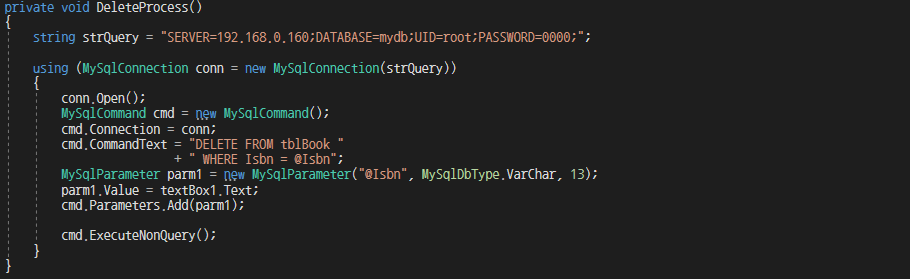 private void DeleteProcess()
{
string strQuery = "SERVER=192.168.0.160;DATABASE=mydb;UID=root;PASSWORD=0000;";
using (MySqlConnection conn = new MySqlConnection(strQuery))
{
conn.Open();
MySqlCommand cmd = new MySqlCommand();
cmd.Connection = conn;
cmd.CommandText = "DELETE FROM tblBook "
+ " WHERE Isbn = @Isbn";
MySqlParameter parm1 = new MySqlParameter("@Isbn", MySqlDbType.VarChar, 13);
parm1.Value = textBox1.Text;
cmd.Parameters.Add(parm1);
cmd.ExecuteNonQuery();
}
}